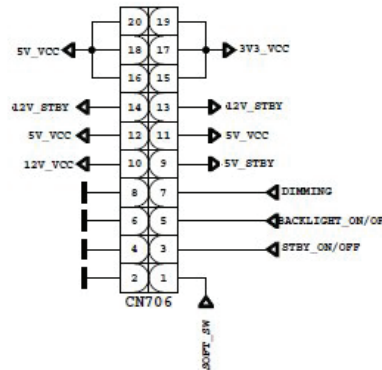 20 19
5V_VCC 18 17 3V3_VCC
16 15
12V_STBY 14 13 12V_STBY
5V_VCC 12 11 5V_VCC
12V_VCC 10 9 5V_STBY
8 7 DIMMING
6 5 BACKLIGHT_ON/OF
4 3 STBY_ON/OFF
2 1
CN706
SOFT_SW